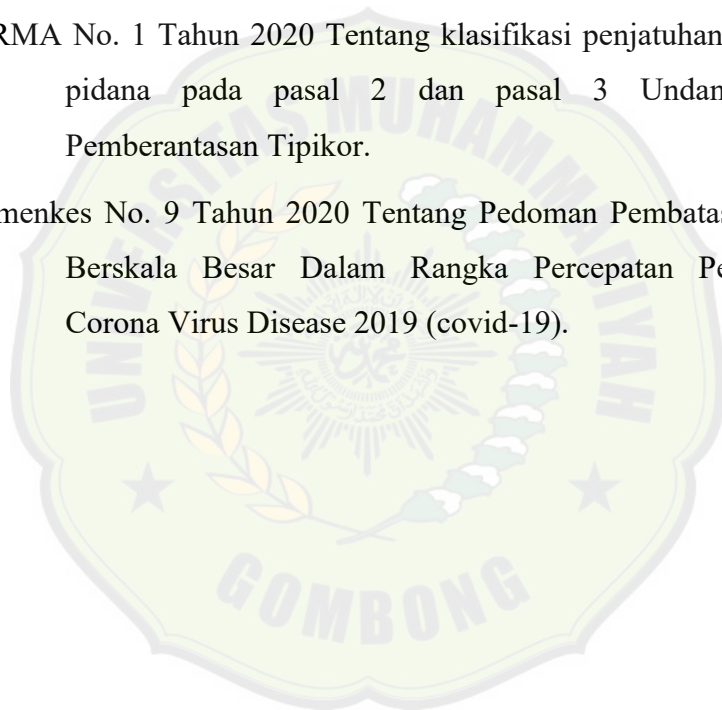 RMA No. 1 Tahun 2020 Tentang klasifikasi penjatuhan
pidana pada pasal 2 dan pasal 3 Undan
Pemberantasan Tipikor.
menkes No. 9 Tahun 2020 Tentang Pedoman Pembatas
Berskala Besar Dalam Rangka Percepatan Pe
Corona Virus Disease 2019 (covid-19).
UNIVERSITAS MUHAMMADIYAH
GOMBONG